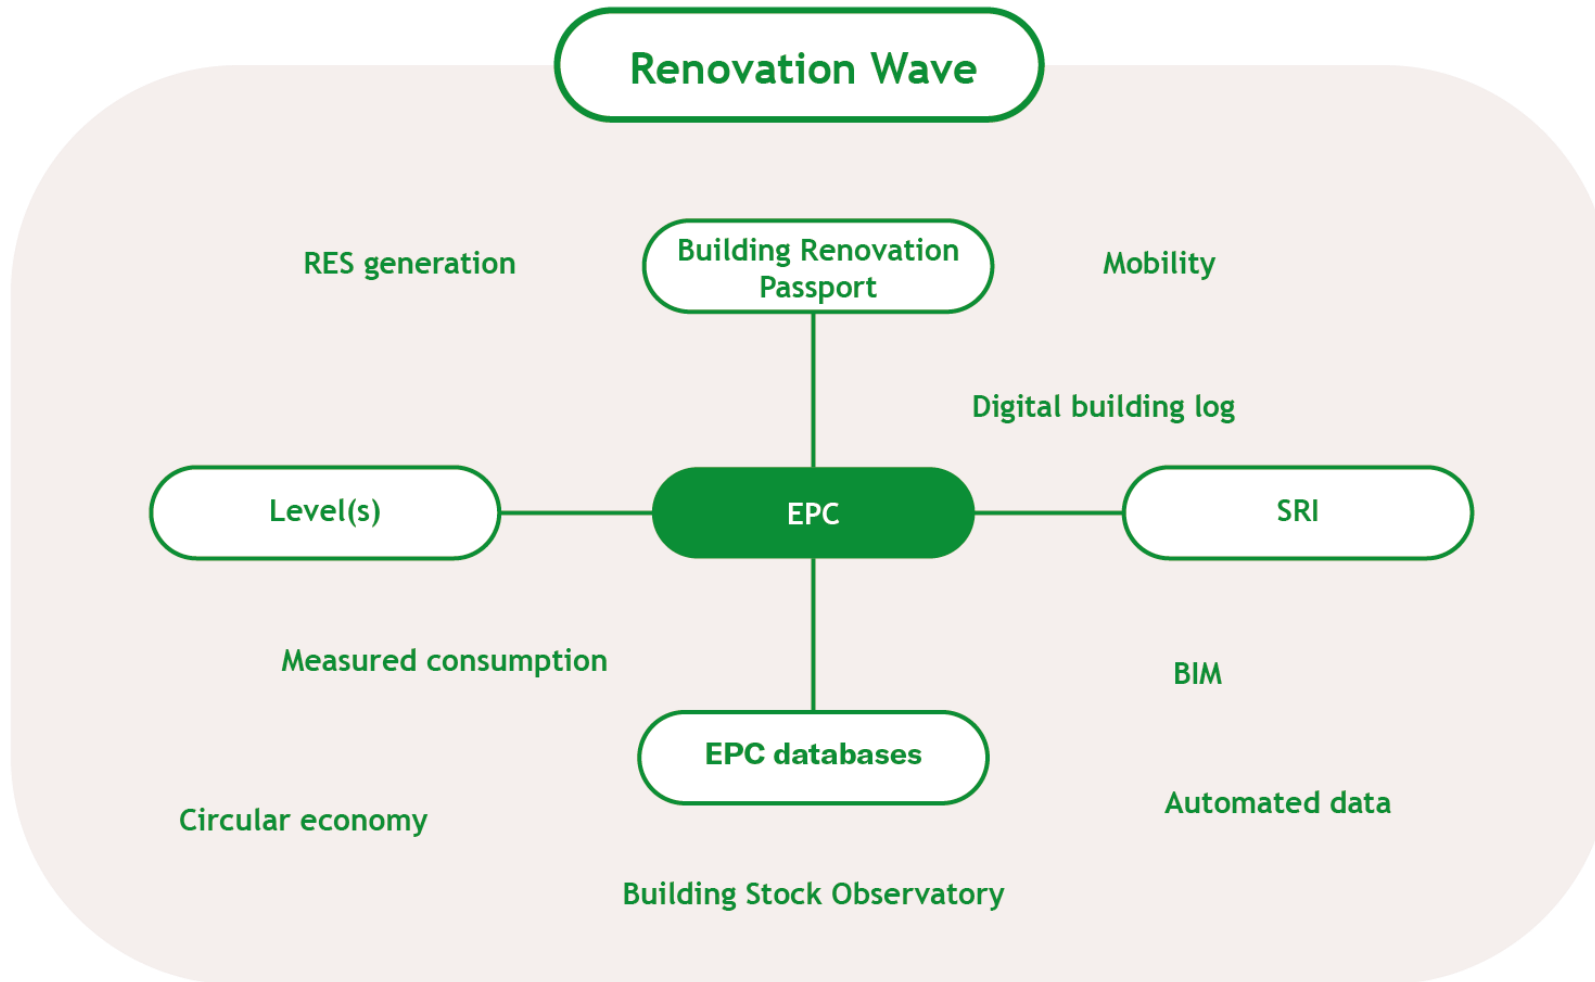 Renovation Wave
RES generation
Building Renovation
Passport
Mobility
Digital building log
Level(s)
EPC
SRI
Measured consumption
BIM
EPC databases
Circular economy
Automated data
Building Stock Observatory